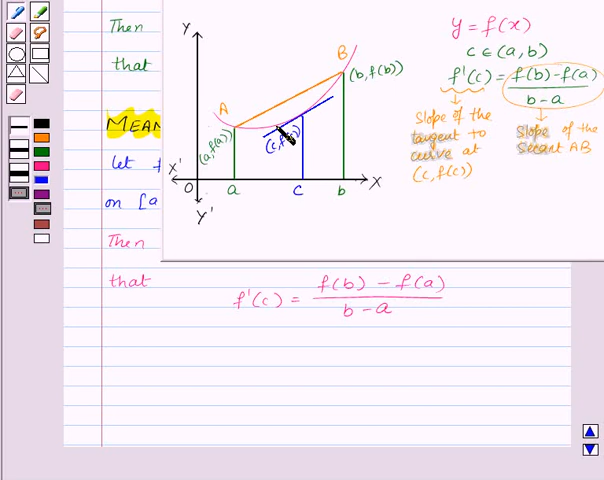 Then
that
MEAN
let f
on [a
Then
that
f'(c) = f(b) - f(a) / b - a
Y
B
(b, f(b))
A
(a, f(a))
X'
O
a
c
b
X
Y'
y = f(x)
c ∈ (a, b)
f'(c) = f(b) - f(a) / b - a
Slope of the
tangent to
curve at
(c, f(c))
Slope of the
Secant AB